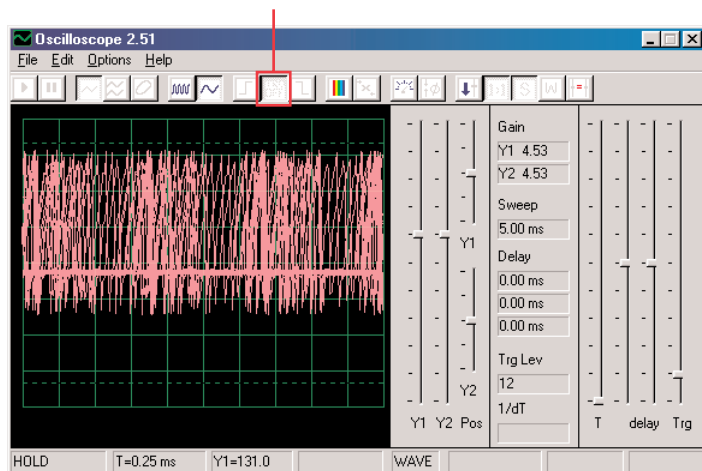 Oscilloscope 2.51
File Edit Options Help
1:1 S W
Gain
Y1 4.53
Y2 4.53
Sweep
5.00 ms
Y1
Delay
0.00 ms
0.00 ms
0.00 ms
Trg Lev
12
Y2
1/dT
Y1 Y2 Pos
T delay Trg
HOLD T=0.25 ms Y1=131.0 WAVE